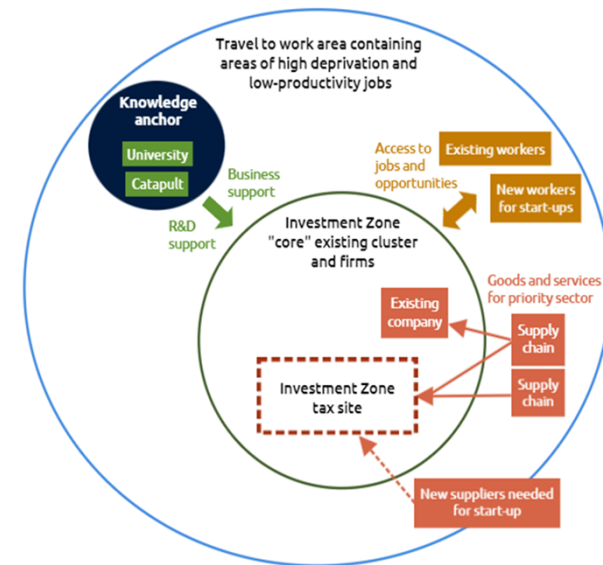 Travel to work area containing
areas of high deprivation and
low-productivity jobs
Knowledge
anchor
University
Catapult
Business
support
R&D
support
Access to
jobs and
opportunities
Existing workers
New workers
for start-ups
Investment Zone
"core" existing cluster
and firms
Goods and services
for priority sector
Existing
company
Supply
chain
Supply
chain
Investment Zone
tax site
New suppliers needed
for start-up